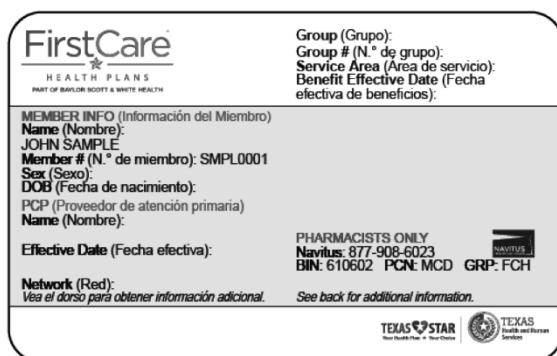 FirstCare
HEALTH PLANS
PART OF BAYLOR SCOTT & WHITE HEALTH
Group (Grupo):
Group # (N.° de grupo):
Service Area (Área de servicio):
Benefit Effective Date (Fecha
efectiva de beneficios):
MEMBER INFO (Información del Miembro)
Name (Nombre):
JOHN SAMPLE
Member # (N.° de miembro): SMPL0001
Sex (Sexo):
DOB (Fecha de nacimiento):
PCP (Proveedor de atención primaria)
Name (Nombre):
Effective Date (Fecha efectiva):
Network (Red):
Vea el dorso para obtener información adicional.
PHARMACISTS ONLY
Navitus: 877-908-6023
BIN: 610602 PCN: MCD GRP: FCH
NAVITUS
See back for additional information.
TEXAS STAR
Your Health Plan ★ Your Choice
TEXAS
Health and Human
Services